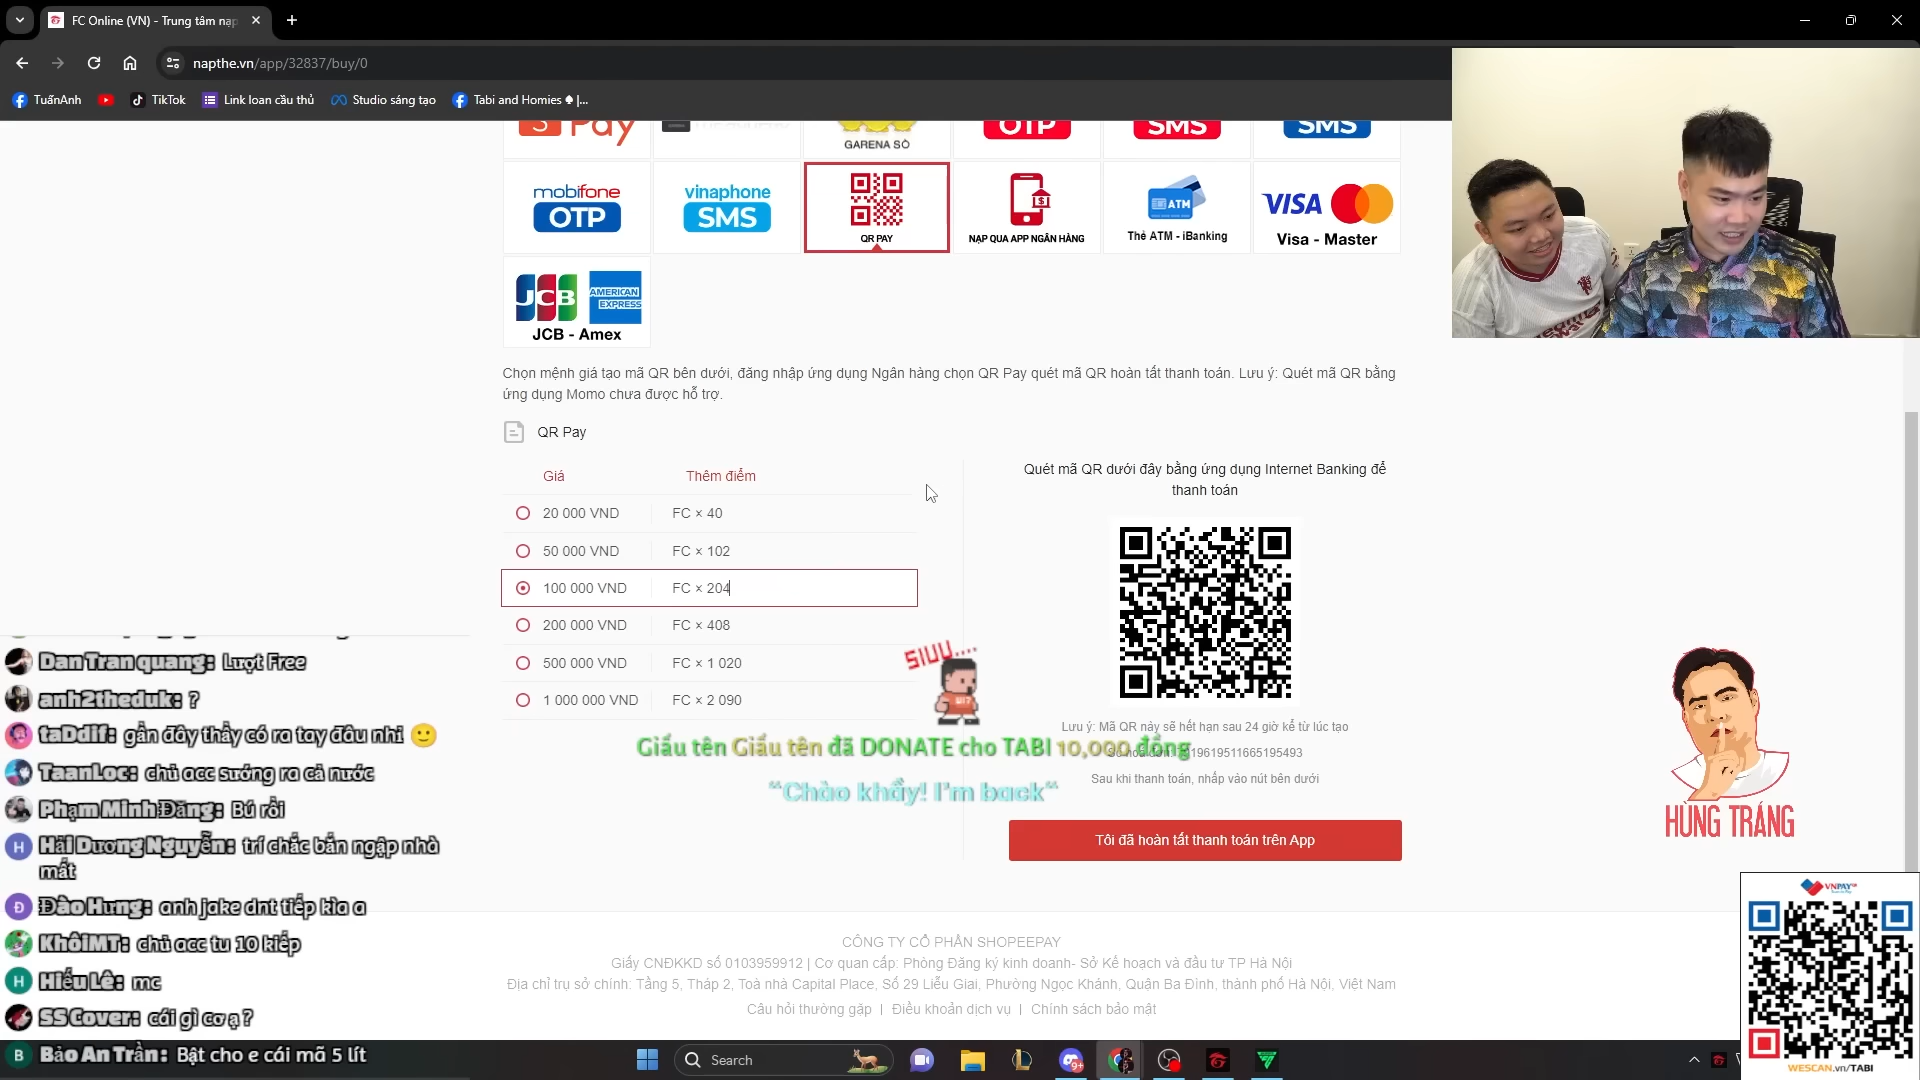 FC Online (VN) - Trung tâm nạp
napthe.vn/app/32837/buy/0
TuấnAnh
TikTok
Link loan cầu thủ
Studio sáng tạo
Tabi and Homies ♠ |...
Pay
GARENA SÒ
OTP
SMS
SMS
mobifone
OTP
vinaphone
SMS
QR PAY
NẠP QUA APP NGÂN HÀNG
ATM
Thẻ ATM - iBanking
VISA
Visa - Master
JCB
AMERICAN EXPRESS
JCB - Amex
Chọn mệnh giá tạo mã QR bên dưới, đăng nhập ứng dụng Ngân hàng chọn QR Pay quét mã QR hoàn tất thanh toán. Lưu ý: Quét mã QR bằng
ứng dụng Momo chưa được hỗ trợ.
QR Pay
Giá Thêm điểm
20 000 VND FC × 40
50 000 VND FC × 102
100 000 VND FC × 204
200 000 VND FC × 408
500 000 VND FC × 1 020
1 000 000 VND FC × 2 090
Quét mã QR dưới đây bằng ứng dụng Internet Banking để
thanh toán
Lưu ý: Mã QR này sẽ hết hạn sau 24 giờ kể từ lúc tạo
Sau khi thanh toán, nhấp vào nút bên dưới
Tôi đã hoàn tất thanh toán trên App
SIUU....
Giấu tên Giấu tên đã DONATE cho TABI 10,000 đồng
"Chào khầy! I'm back"
Dan Tran quang: Lượt Free
anh2theduk: ?
taDdif: gần đây thầy có ra tay đâu nhỉ
TaanLoc: chủ acc sướng ra cả nước
Phạm Minh Đăng: Bú rồi
Hải Dương Nguyễn: trí chắc bắn ngập nhà
mất
Đào Hưng: anh jake dnt tiếp kìa a
KhôiMT: chủ acc tu 10 kiếp
Hiếu Lê: mc
SS Cover: cái gì cơ ạ ?
Bảo An Trần: Bật cho e cái mã 5 lít
HÙNG TRÁNG
CÔNG TY CỔ PHẦN SHOPEEPAY
Giấy CNĐKKD số 0103959912 | Cơ quan cấp: Phòng Đăng ký kinh doanh- Sở Kế hoạch và đầu tư TP Hà Nội
Địa chỉ trụ sở chính: Tầng 5, Tháp 2, Toà nhà Capital Place, Số 29 Liễu Giai, Phường Ngọc Khánh, Quận Ba Đình, thành phố Hà Nội, Việt Nam
Câu hỏi thường gặp | Điều khoản dịch vụ | Chính sách bảo mật
VNPAY
WESCAN.vn/TABI
Search
9+